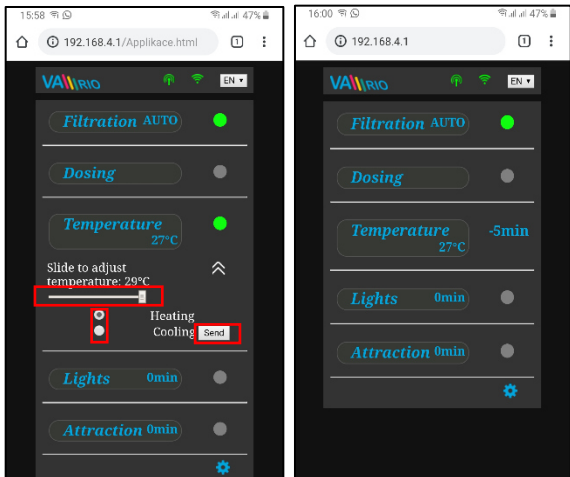 15:58
47%
192.168.4.1/Applikace.html
1
VA RIO
EN
Filtration AUTO
Dosing
Temperature
27°C
Slide to adjust
temperature: 29°C
Heating
Cooling Send
Lights 0min
Attraction 0min
16:00
47%
192.168.4.1
1
VA RIO
EN
Filtration AUTO
Dosing
Temperature -5min
27°C
Lights 0min
Attraction 0min